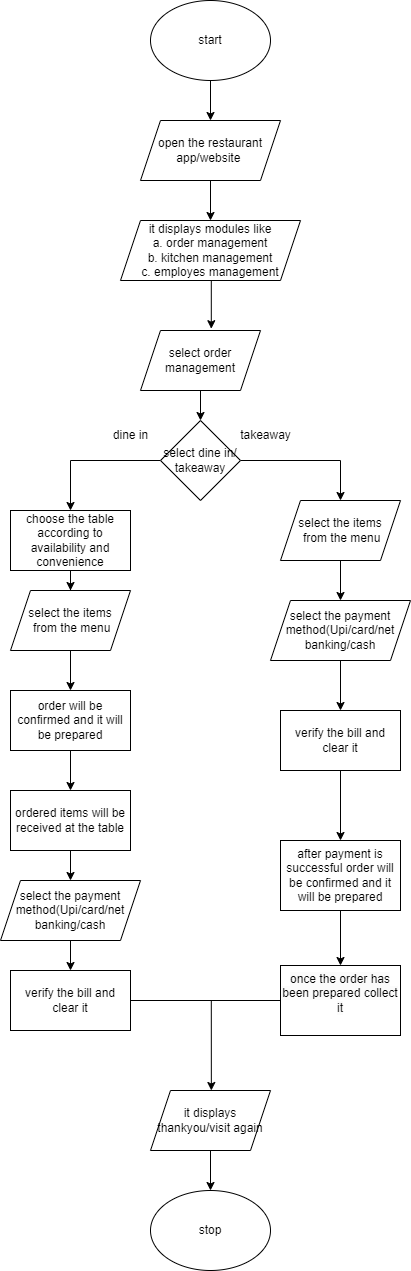 start
open the restaurant
app/website
it displays modules like
a. order management
b. kitchen management
c. employes management
select order
management
dine in
takeaway
select dine in/
takeaway
choose the table
according to
availability and
convenience
select the items
from the menu
order will be
confirmed and it will
be prepared
ordered items will be
received at the table
select the payment
method(Upi/card/net
banking/cash
verify the bill and
clear it
select the items
from the menu
select the payment
method(Upi/card/net
banking/cash
verify the bill and
clear it
after payment is
successful order will
be confirmed and it
will be prepared
once the order has
been prepared collect
it
it displays
thankyou/visit again
stop